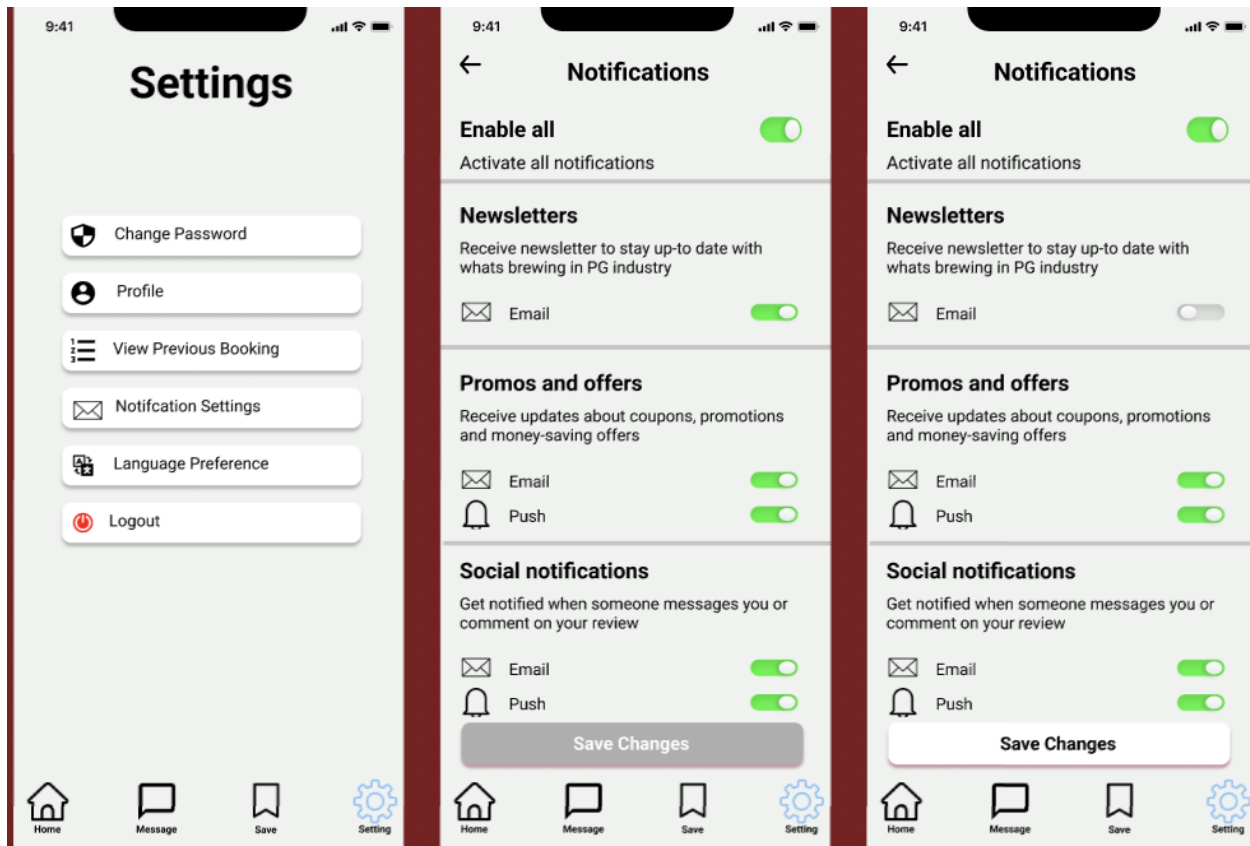 9:41
Settings
Change Password
Profile
1
2
3
View Previous Booking
Notifcation Settings
A
Language Preference
Logout
Home
Message
Save
Setting
9:41
Notifications
Enable all
Activate all notifications
Newsletters
Receive newsletter to stay up-to date with
whats brewing in PG industry
Email
Promos and offers
Receive updates about coupons, promotions
and money-saving offers
Email
Push
Social notifications
Get notified when someone messages you or
comment on your review
Email
Push
Save Changes
Home
Message
Save
Setting
9:41
Notifications
Enable all
Activate all notifications
Newsletters
Receive newsletter to stay up-to date with
whats brewing in PG industry
Email
Promos and offers
Receive updates about coupons, promotions
and money-saving offers
Email
Push
Social notifications
Get notified when someone messages you or
comment on your review
Email
Push
Save Changes
Home
Message
Save
Setting